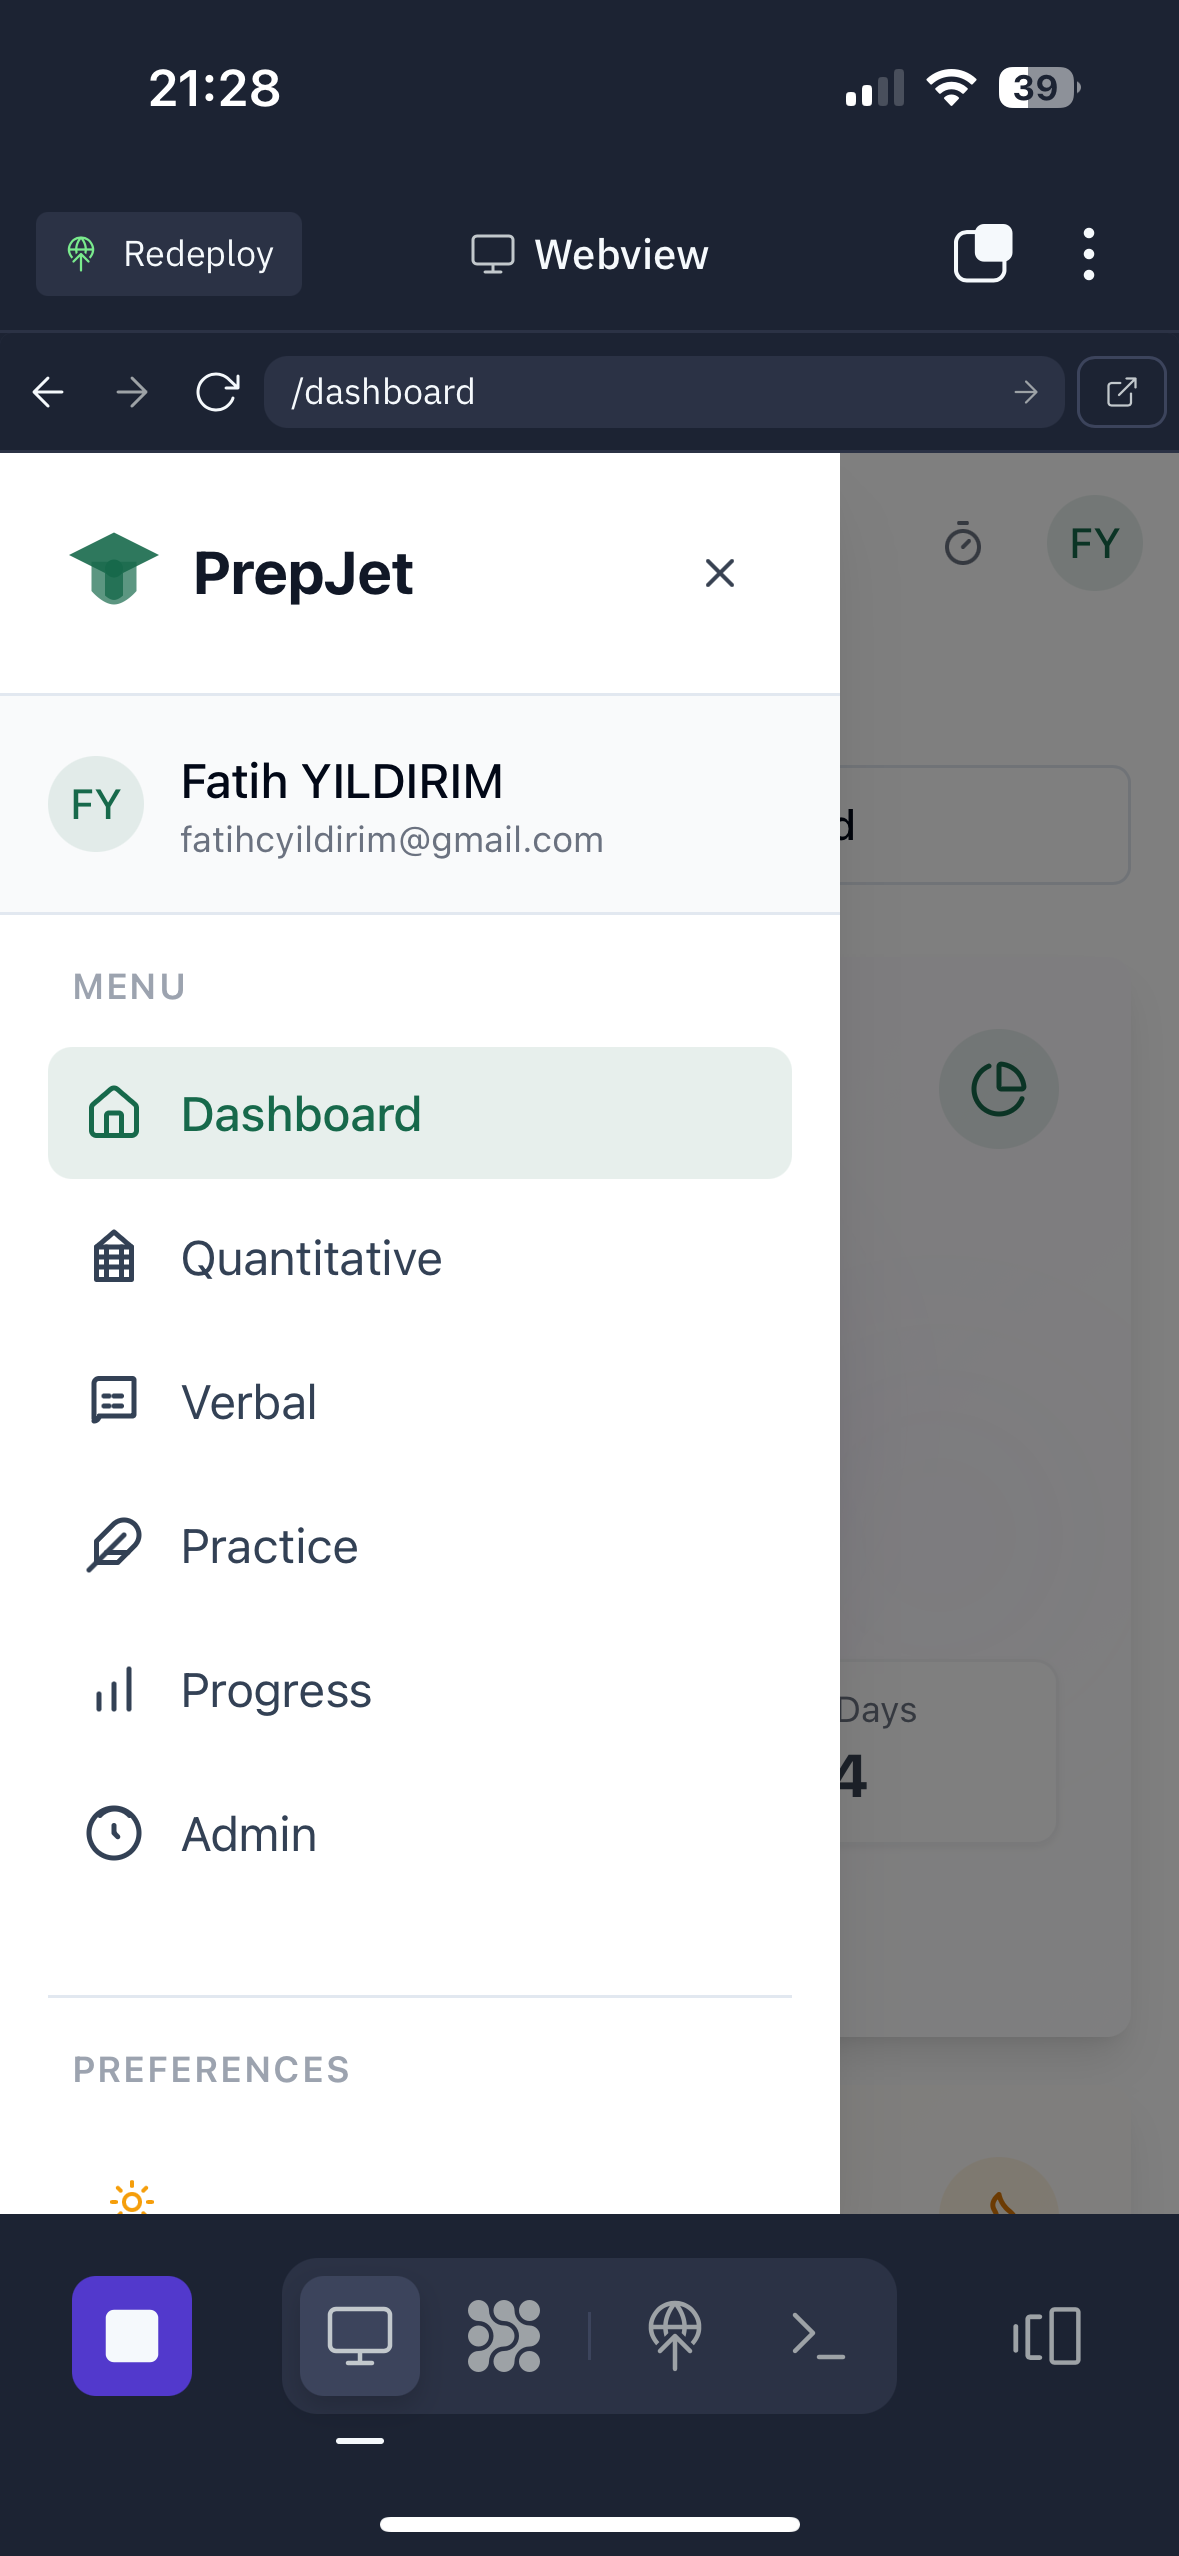 21:28
39
Redeploy
Webview
/dashboard
PrepJet
FY
FY
Fatih YILDIRIM
fatihcyildirim@gmail.com
d
MENU
Dashboard
Quantitative
Verbal
Practice
Progress
Days
4
Admin
PREFERENCES